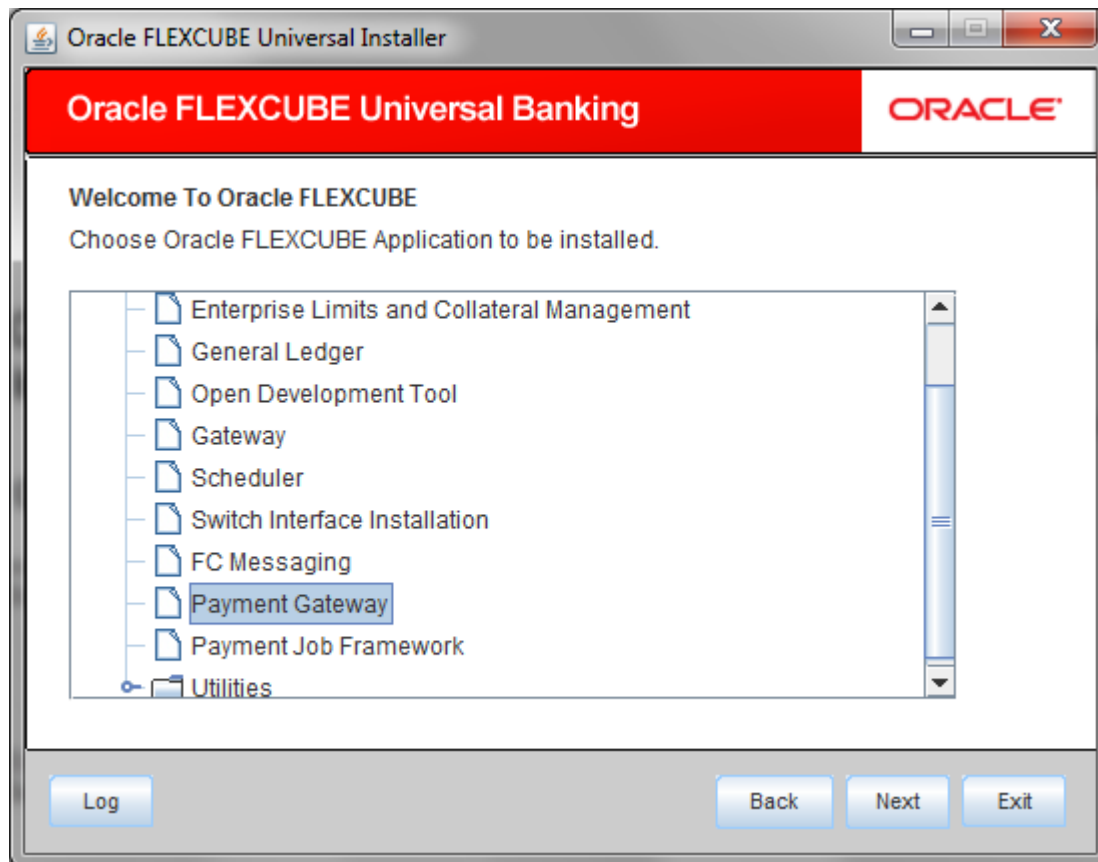 Oracle FLEXCUBE Universal Installer
Oracle FLEXCUBE Universal Banking
ORACLE®
Welcome To Oracle FLEXCUBE
Choose Oracle FLEXCUBE Application to be installed.
Enterprise Limits and Collateral Management
General Ledger
Open Development Tool
Gateway
Scheduler
Switch Interface Installation
FC Messaging
Payment Gateway
Payment Job Framework
Utilities
Log Back Next Exit